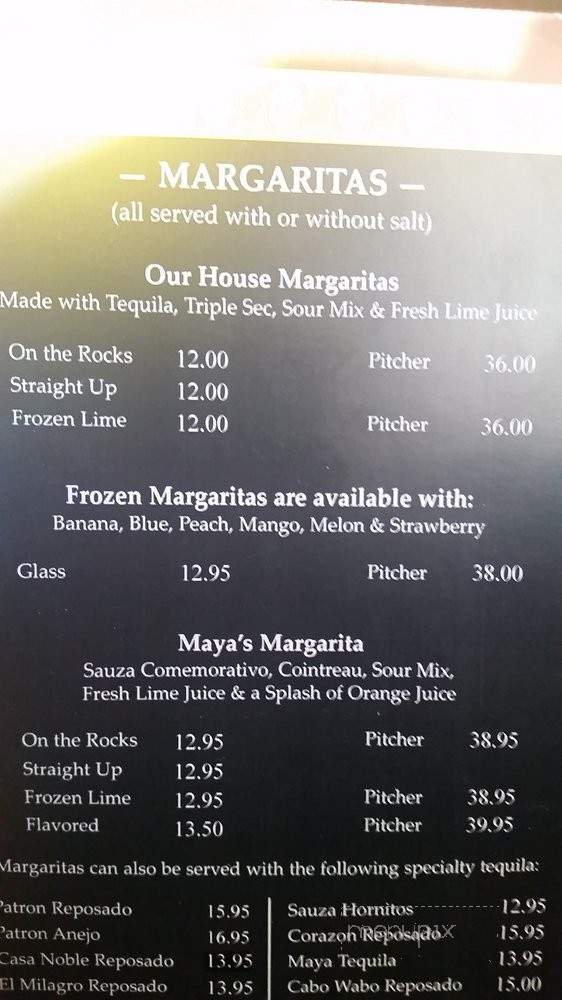 — MARGARITAS —
(all served with or without salt)
Our House Margaritas
Made with Tequila, Triple Sec, Sour Mix & Fresh Lime Juice
On the Rocks 12.00 Pitcher 36.00
Straight Up 12.00
Frozen Lime 12.00 Pitcher 36.00
Frozen Margaritas are available with:
Banana, Blue, Peach, Mango, Melon & Strawberry
Glass 12.95 Pitcher 38.00
Maya's Margarita
Sauza Comemorativo, Cointreau, Sour Mix,
Fresh Lime Juice & a Splash of Orange Juice
On the Rocks 12.95 Pitcher 38.95
Straight Up 12.95
Frozen Lime 12.95 Pitcher 38.95
Flavored 13.50 Pitcher 39.95
Margaritas can also be served with the following specialty tequila:
Patron Reposado 15.95 Sauza Hornitos 12.95
Patron Anejo 16.95 Corazon Reposado 15.95
Casa Noble Reposado 13.95 Maya Tequila 13.95
El Milagro Reposado 13.95 Cabo Wabo Reposado 15.00
menupix